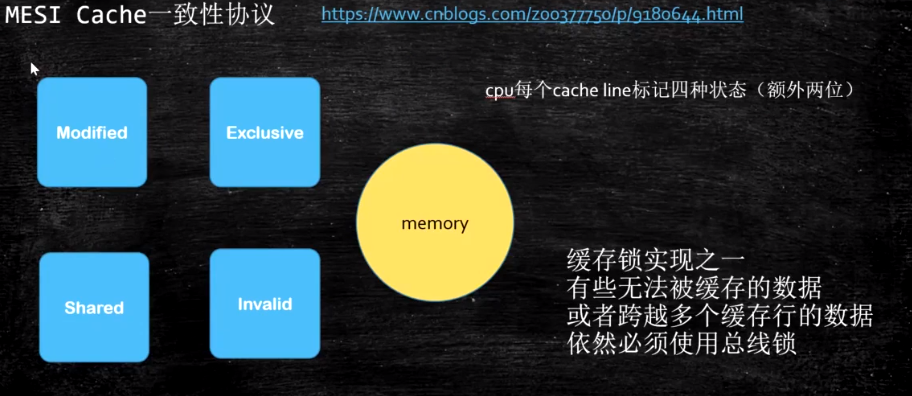 MESI Cache一致性协议
https://www.cnblogs.com/z00377750/p/9180644.html
cpu每个cache line标记四种状态（额外两位）
Modified
Exclusive
memory
Shared
Invalid
缓存锁实现之一
有些无法被缓存的数据
或者跨越多个缓存行的数据
依然必须使用总线锁